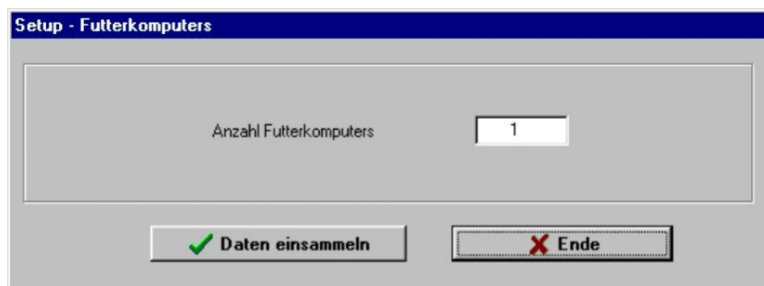 Setup - Futterkomputers
Anzahl Futterkomputers 1
Daten einsammeln Ende